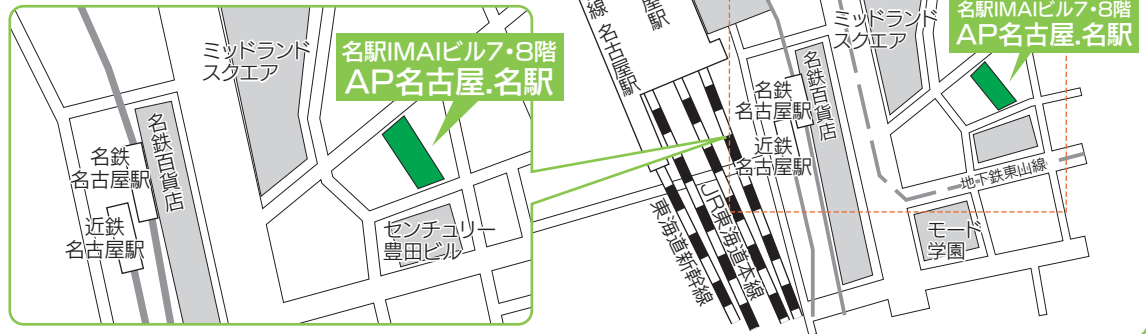 ミッドランド
スクエア
名駅IMAIビル7・8階
AP名古屋.名駅
名鉄百貨店
名鉄
名古屋駅
近鉄
名古屋駅
センチュリー
豊田ビル
線 名古屋駅
屋駅
ミッドランド
スクエア
名駅IMAIビル7・8階
AP名古屋.名駅
名鉄
名古屋駅
名鉄百貨店
近鉄
名古屋駅
地下鉄東山線
モード
学園
JR東海道本線
東海道新幹線